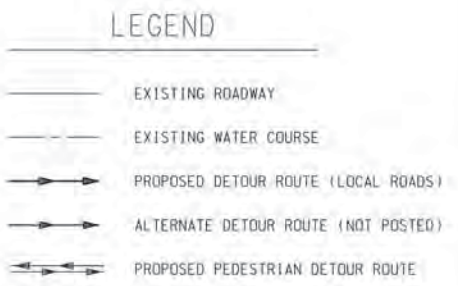 LEGEND
EXISTING ROADWAY
EXISTING WATER COURSE
PROPOSED DETOUR ROUTE (LOCAL ROADS)
ALTERNATE DETOUR ROUTE (NOT POSTED)
PROPOSED PEDESTRIAN DETOUR ROUTE